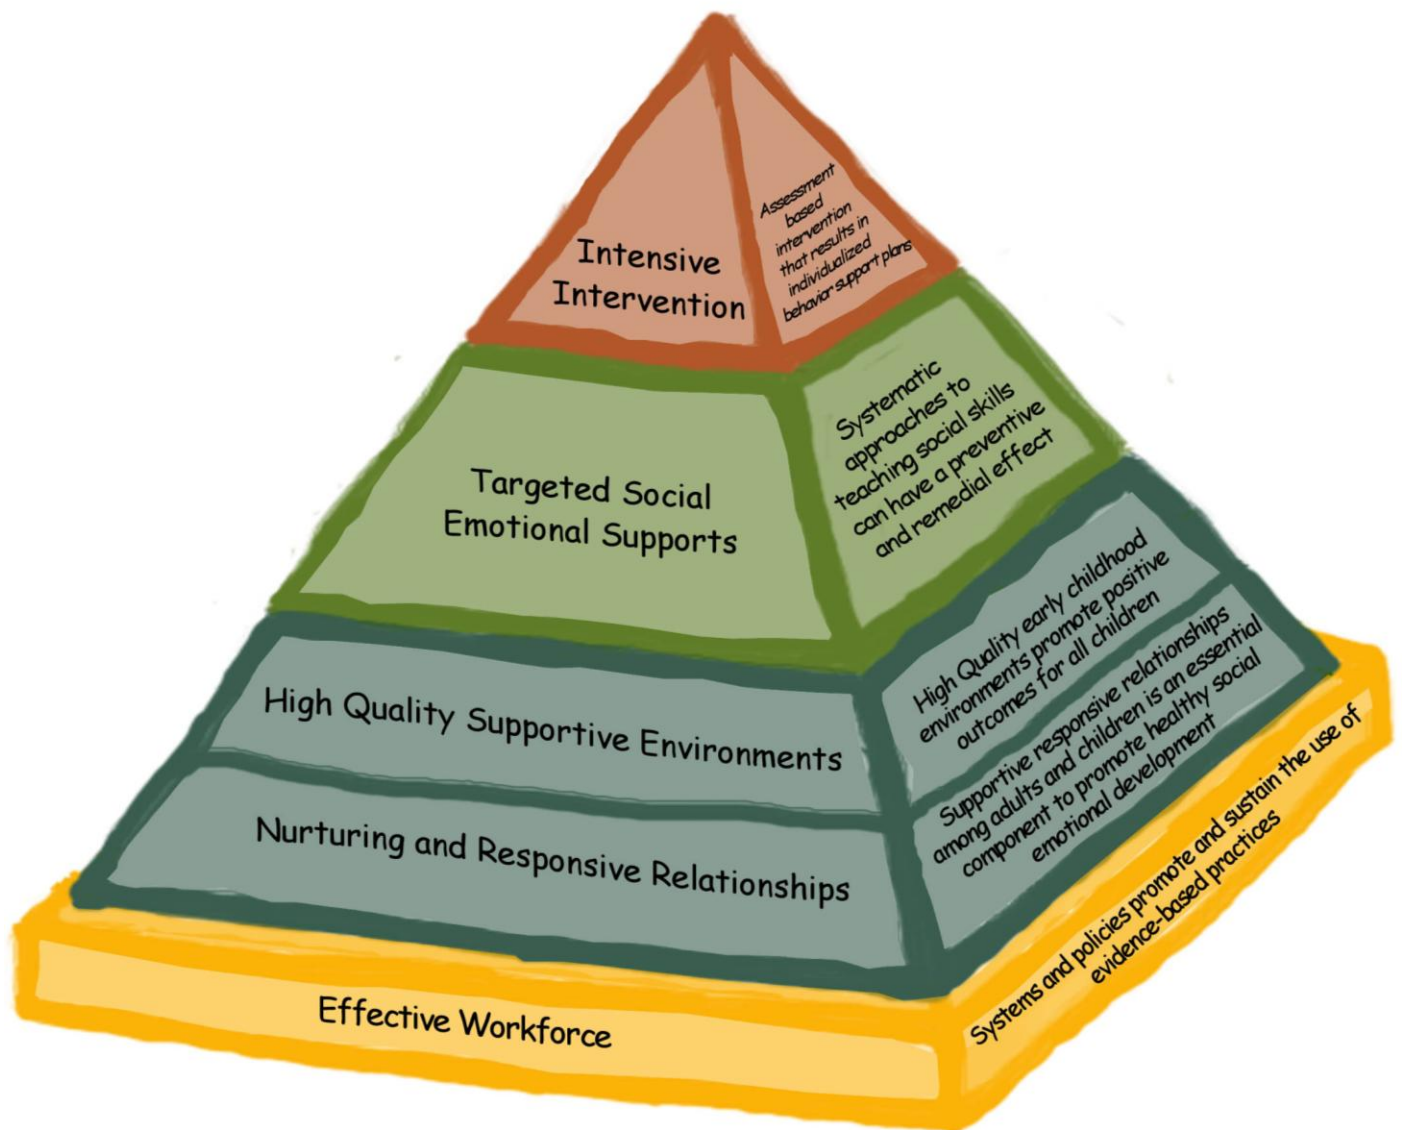 Intensive
Intervention
Assessment
based
intervention
that results in
individualized
behavior support plans
Targeted Social
Emotional Supports
Systematic
approaches to
teaching social skills
can have a preventive
and remedial effect
High Quality Supportive Environments
High Quality early childhood
environments promote positive
outcomes for all children
Nurturing and Responsive Relationships
Supportive responsive relationships
among adults and children is an essential
component to promote healthy social
emotional development
Effective Workforce
Systems and policies promote and sustain the use of
evidence-based practices